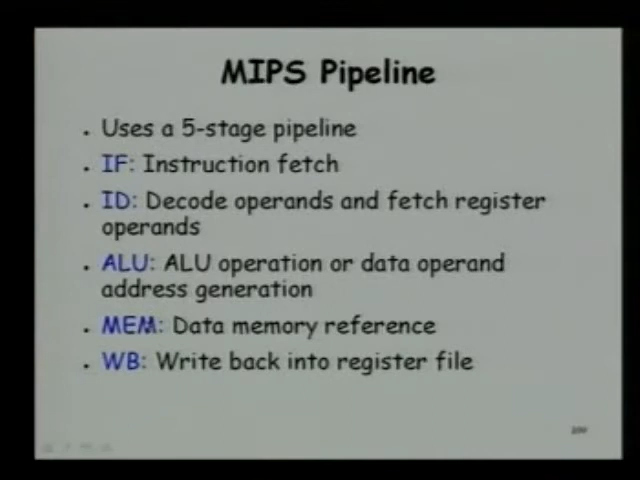 MIPS Pipeline
. Uses a 5-stage pipeline
. IF: Instruction fetch
. ID: Decode operands and fetch register
operands
. ALU: ALU operation or data operand
address generation
. MEM: Data memory reference
. WB: Write back into register file